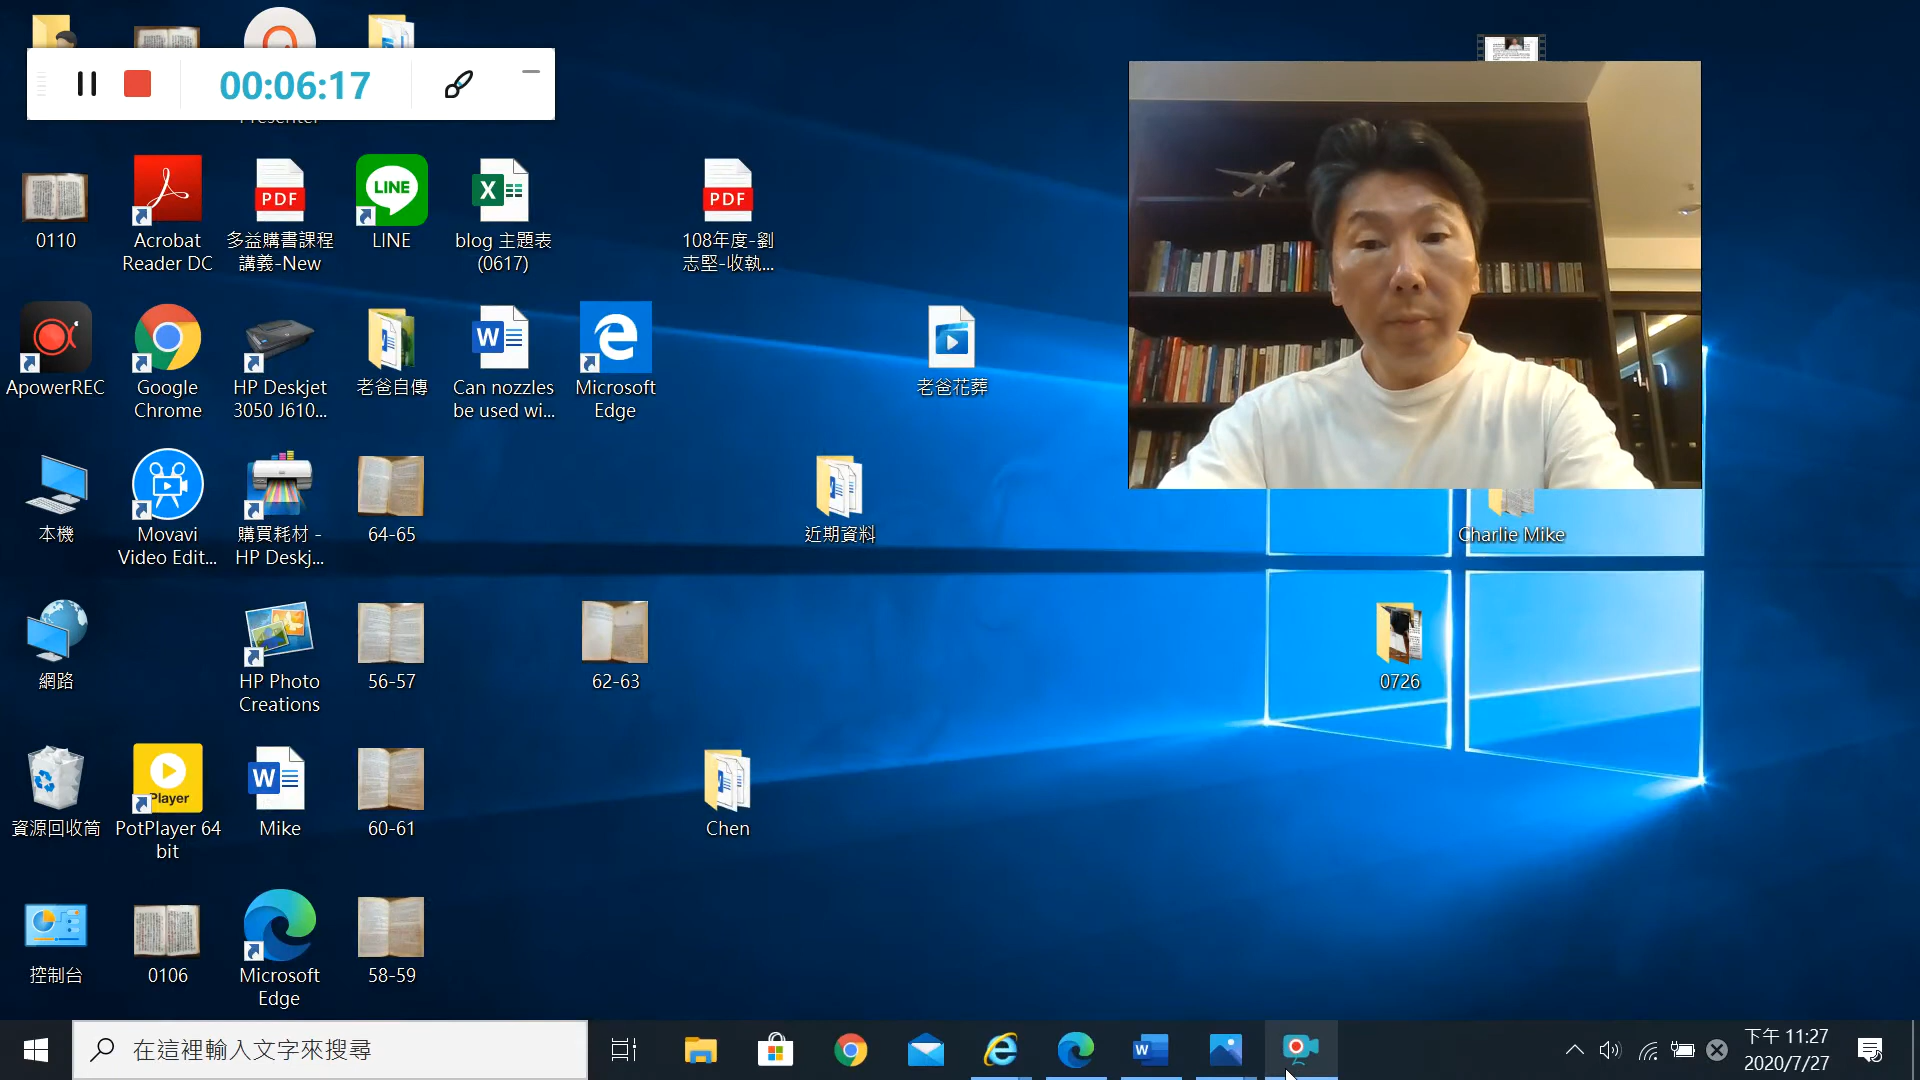 00:06:17
Presenter
0110
Acrobat
Reader DC
PDF
多益購書課程
講義-New
LINE
LINE
X
blog 主題表
(0617)
PDF
108年度-劉
志堅-收執...
ApowerREC
Google
Chrome
HP Deskjet
3050 J610...
老爸自傳
W
Can nozzles
be used wi...
Microsoft
Edge
老爸花葬
本機
Movavi
Video Edit...
購買耗材 -
HP Deskj...
64-65
近期資料
Charlie Mike
網路
HP Photo
Creations
56-57
62-63
0726
資源回收筒
Player
PotPlayer 64
bit
W
Mike
60-61
Chen
控制台
0106
Microsoft
Edge
58-59
在這裡輸入文字來搜尋
W
下午 11:27
2020/7/27